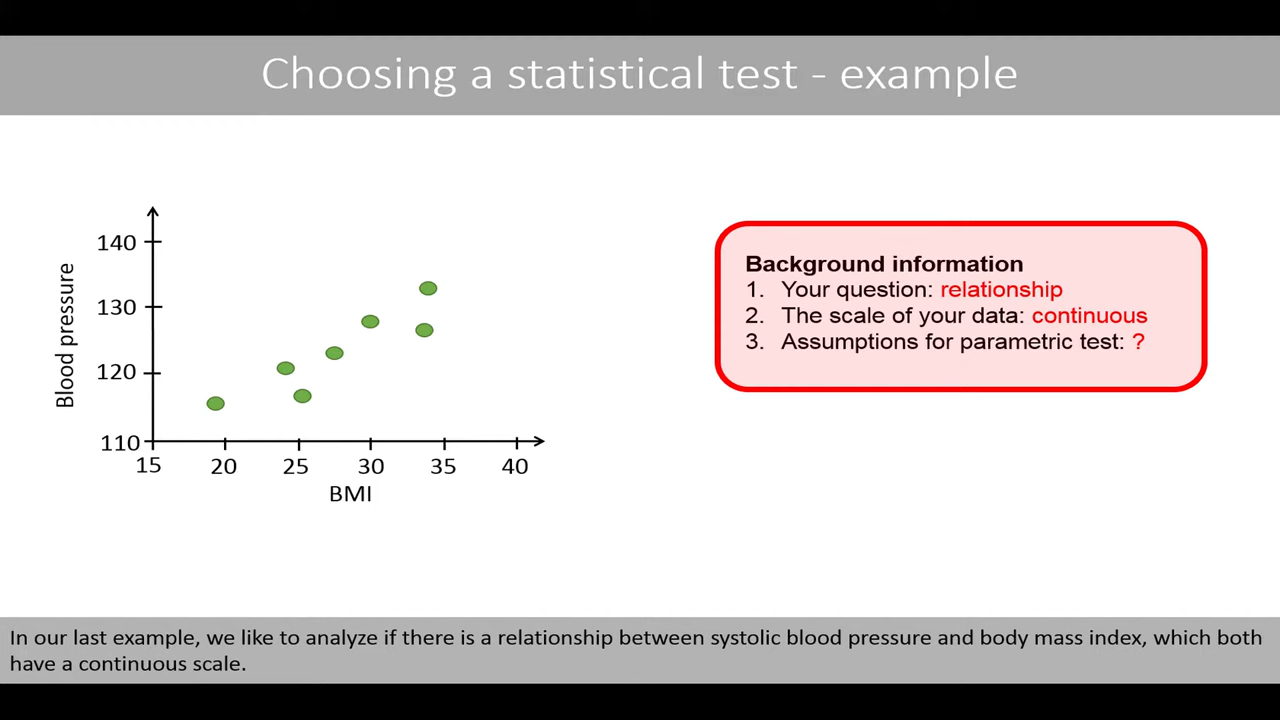 Choosing a statistical test - example
140
130
120
110
Blood pressure
15 20 25 30 35 40
BMI
Background information
1. Your question: relationship
2. The scale of your data: continuous
3. Assumptions for parametric test: ?
In our last example, we like to analyze if there is a relationship between systolic blood pressure and body mass index, which both
have a continuous scale.